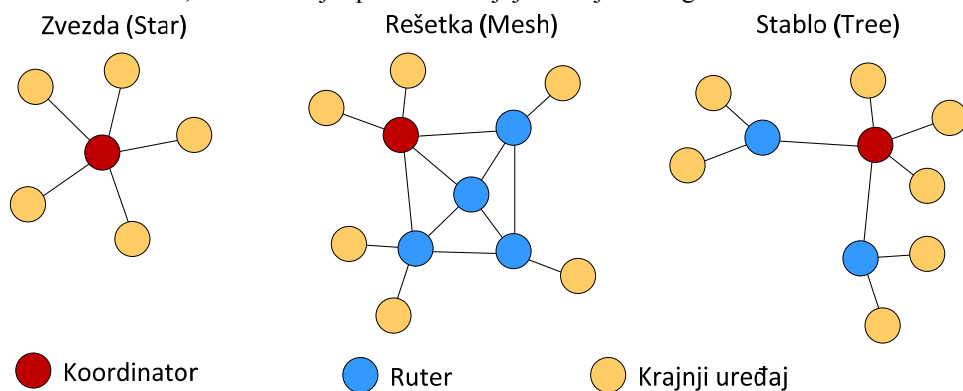 Zvezda (Star)
Rešetka (Mesh)
Stablo (Tree)
Koordinator
Ruter
Krajnji uređaj